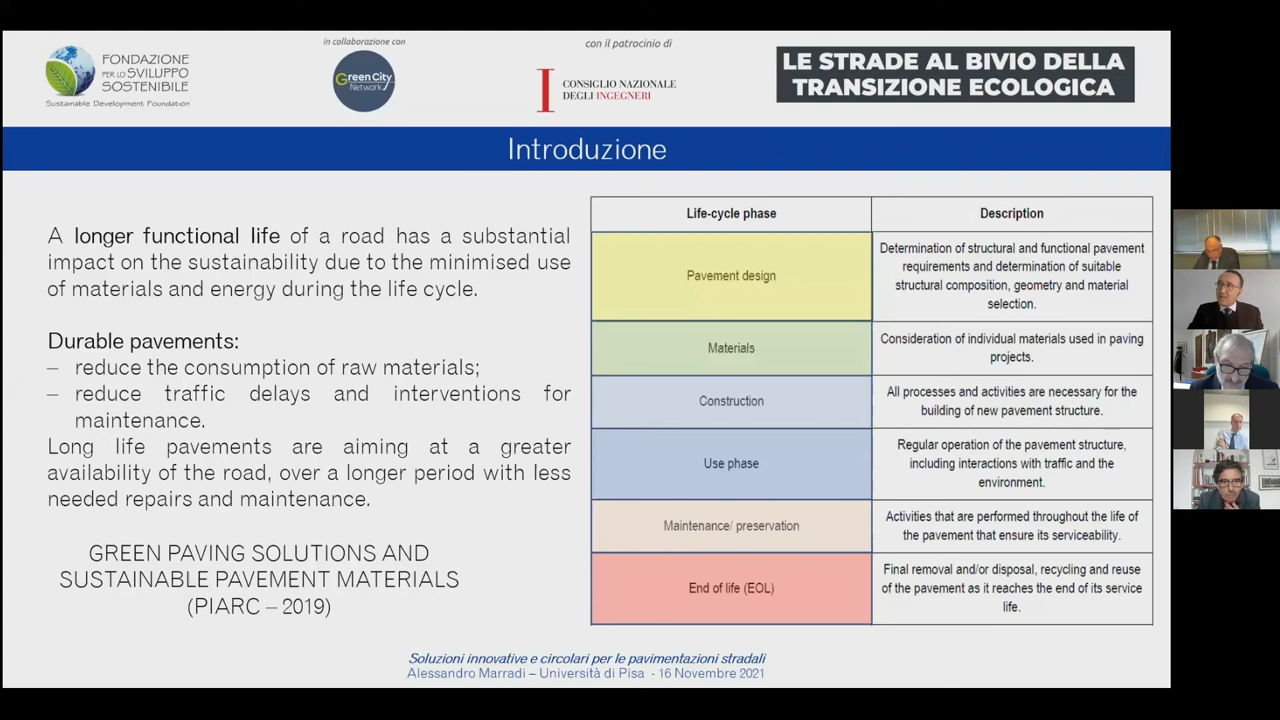 FONDAZIONE
PER LO SVILUPPO
SOSTENIBILE
Sustainable Development Foundation
in collaborazione con
GreenCity
Network
con il patrocinio di
CONSIGLIO NAZIONALE
DEGLI INGEGNERI
LE STRADE AL BIVIO DELLA
TRANSIZIONE ECOLOGICA
Introduzione
A longer functional life of a road has a substantial
impact on the sustainability due to the minimised use
of materials and energy during the life cycle.
Durable pavements:
– reduce the consumption of raw materials;
– reduce traffic delays and interventions for
maintenance.
Long life pavements are aiming at a greater
availability of the road, over a longer period with less
needed repairs and maintenance.
GREEN PAVING SOLUTIONS AND
SUSTAINABLE PAVEMENT MATERIALS
(PIARC – 2019)
Life-cycle phase
Description
Pavement design
Determination of structural and functional pavement
requirements and determination of suitable
structural composition, geometry and material
selection.
Materials
Consideration of individual materials used in paving
projects.
Construction
All processes and activities are necessary for the
building of new pavement structure.
Use phase
Regular operation of the pavement structure,
including interactions with traffic and the
environment.
Maintenance/ preservation
Activities that are performed throughout the life of
the pavement that ensure its serviceability.
End of life (EOL)
Final removal and/or disposal, recycling and reuse
of the pavement as it reaches the end of its service
life.
Soluzioni innovative e circolari per le pavimentazioni stradali
Alessandro Marradi – Università di Pisa - 16 Novembre 2021